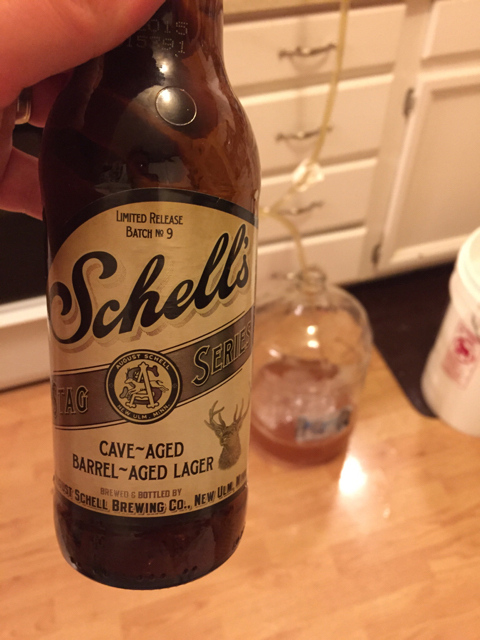 LIMITED RELEASE
BATCH No 9
Schell's
STAG SERIES
AUGUST SCHELL
A
NEW ULM, MINN
CAVE~AGED
BARREL~AGED LAGER
BREWED & BOTTLED BY
AUGUST SCHELL BREWING CO., NEW ULM,